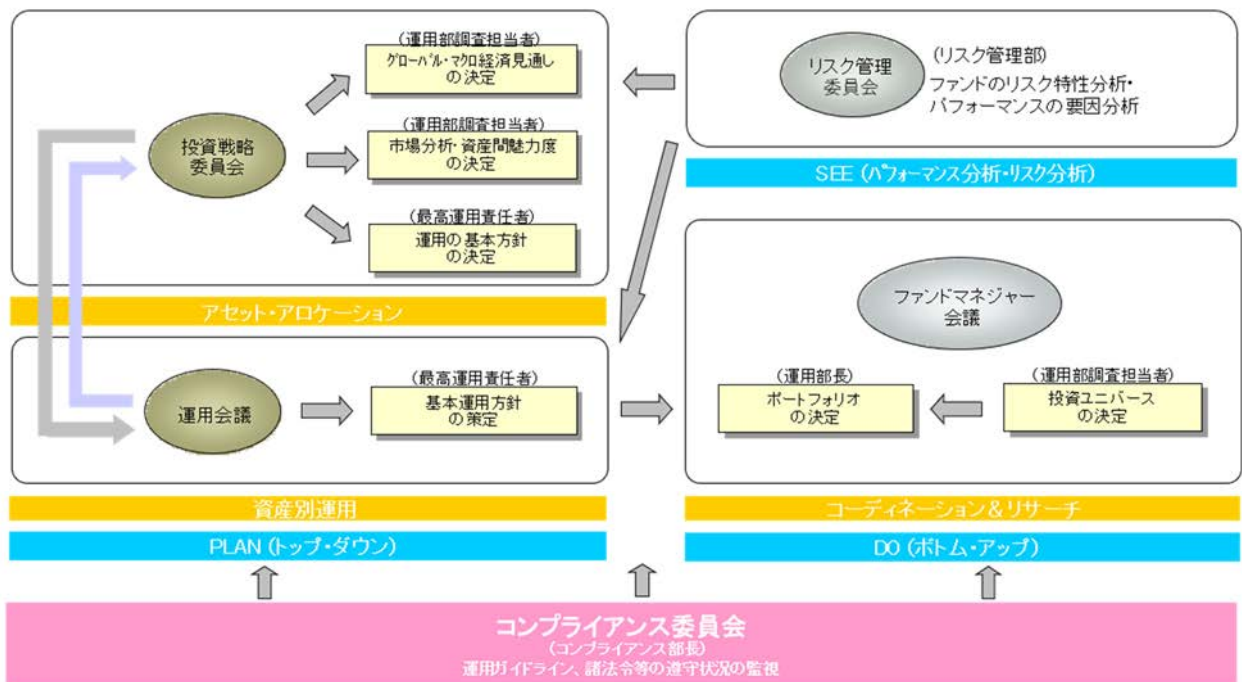 (運用部調査担当者)
グローバル・マクロ経済見通し
の決定
投資戦略
委員会
(運用部調査担当者)
市場分析・資産間魅力度
の決定
(最高運用責任者)
運用の基本方針
の決定
アセット・アロケーション
運用会議
(最高運用責任者)
基本運用方針
の策定
資産別運用
PLAN (トップ・ダウン)
リスク管理
委員会
(リスク管理部)
ファンドのリスク特性分析・
パフォーマンスの要因分析
SEE (パフォーマンス分析・リスク分析)
ファンドマネジャー
会議
(運用部長)
ポートフォリオ
の決定
(運用部調査担当者)
投資ユニバース
の決定
コーディネーション&リサーチ
DO (ボトム・アップ)
コンプライアンス委員会
(コンプライアンス部長)
運用ガイドライン、諸法令等の遵守状況の監視